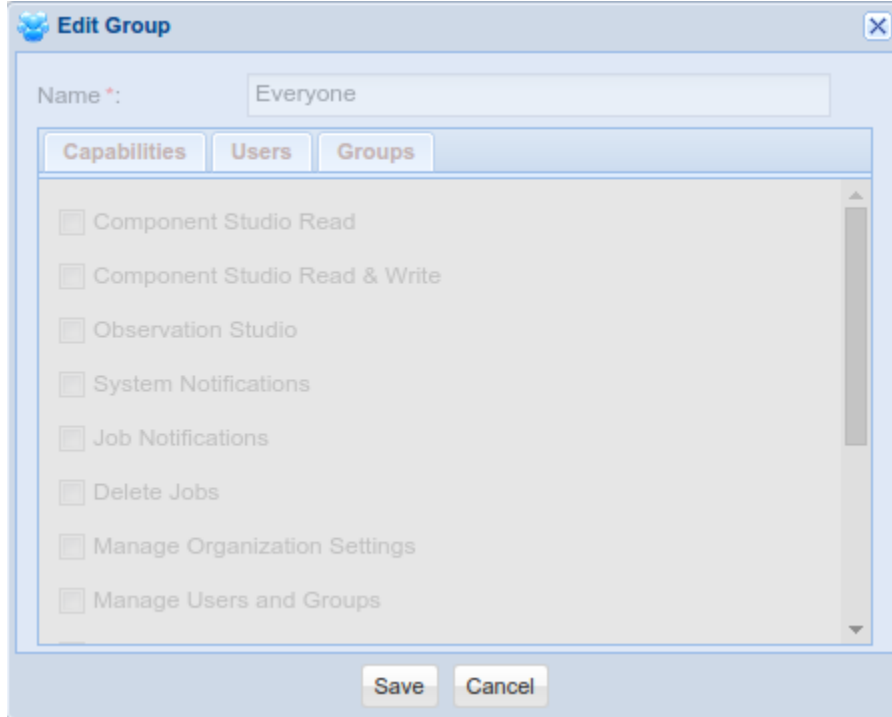 Edit Group
Name *: Everyone
Capabilities Users Groups
Component Studio Read
Component Studio Read & Write
Observation Studio
System Notifications
Job Notifications
Delete Jobs
Manage Organization Settings
Manage Users and Groups
Save Cancel